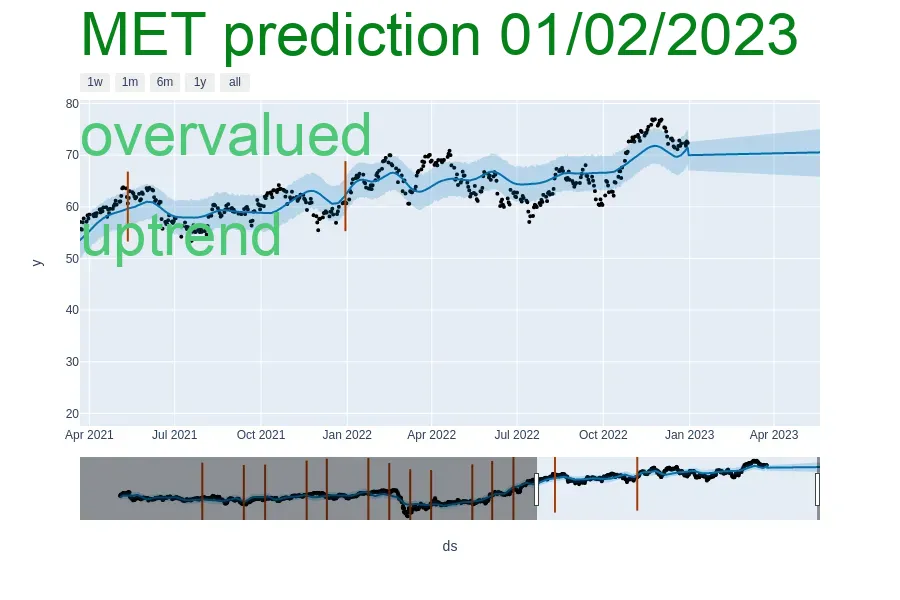 MET prediction 01/02/2023
1w 1m 6m 1y all
80
overvalued
70
60
uptrend
50
y
40
30
20
Apr 2021 Jul 2021 Oct 2021 Jan 2022 Apr 2022 Jul 2022 Oct 2022 Jan 2023 Apr 2023
ds